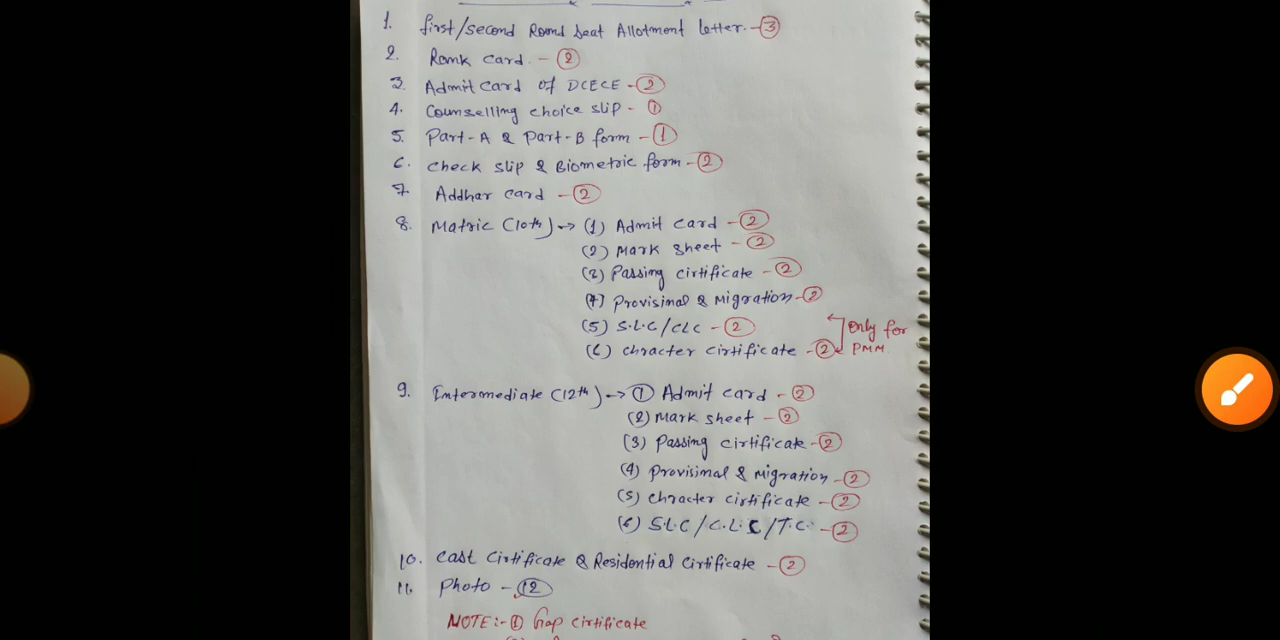 1. first/second Round Seat Allotment letter. - 3
2. Rank card. - 2
3. Admit card of DCECE - 2
4. Counselling choice slip - 1
5. Part-A & Part-B form - 1
6. check slip & Biometric form - 2
7. Addhar card - 2
8. Matric (10th) → (1) Admit card - 2
(2) Mark sheet - 2
(3) Passing cirtificate - 2
(4) Provisinal & Migration - 2
(5) S.L.C/CLC - 2
(6) chracter cirtificate - 2
only for
PMM.
9. Intermediate (12th) → 1 Admit card - 2
(2) Mark sheet - 2
(3) Passing cirtificate - 2
(4) Provisinal & Migration - 2
(5) chracter cirtificate - 2
(6) S.L.C/C.L.C/T.C. - 2
10. Cast Cirtificate & Residential Cirtificate - 2
11. Photo - 12
NOTE:- 1 Gap cirtificate